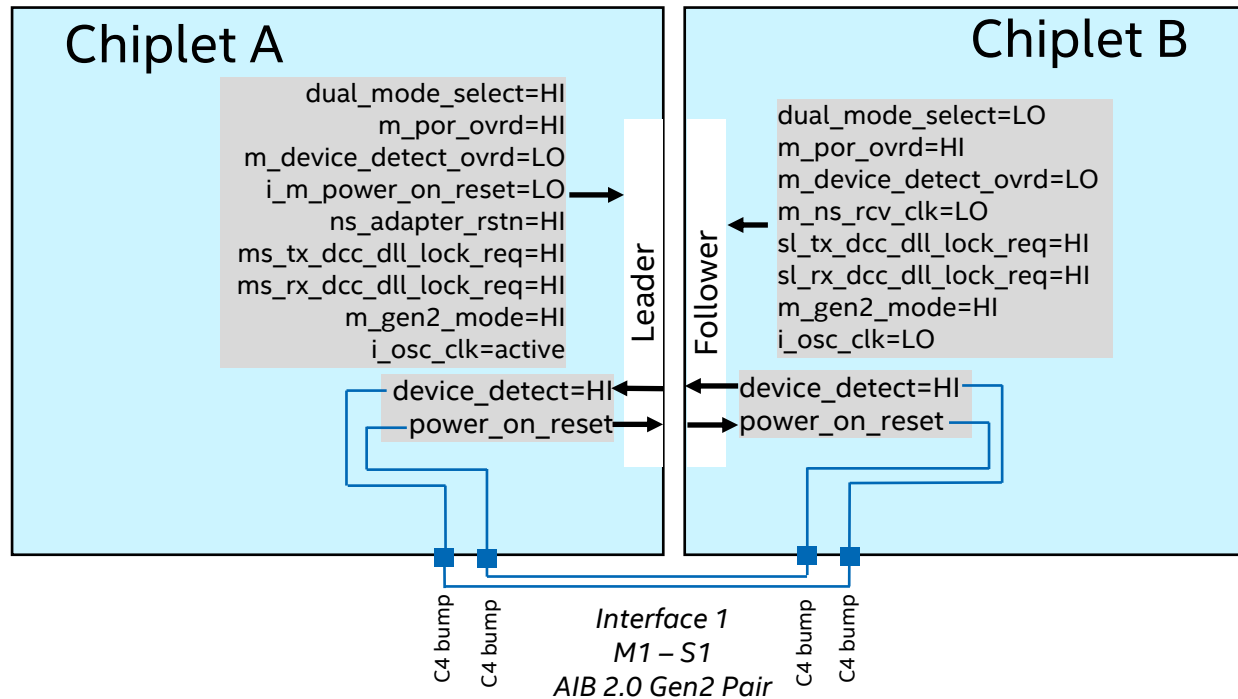 Chiplet A
dual_mode_select=HI
m_por_ovrd=HI
m_device_detect_ovrd=LO
i_m_power_on_reset=LO
ns_adapter_rstn=HI
ms_tx_dcc_dll_lock_req=HI
ms_rx_dcc_dll_lock_req=HI
m_gen2_mode=HI
i_osc_clk=active
device_detect=HI
power_on_reset
Leader
Chiplet B
dual_mode_select=LO
m_por_ovrd=HI
m_device_detect_ovrd=LO
m_ns_rcv_clk=LO
sl_tx_dcc_dll_lock_req=HI
sl_rx_dcc_dll_lock_req=HI
m_gen2_mode=HI
i_osc_clk=LO
device_detect=HI
power_on_reset
Follower
C4 bump
C4 bump
Interface 1
M1 – S1
AIB 2.0 Gen2 Pair
C4 bump
C4 bump